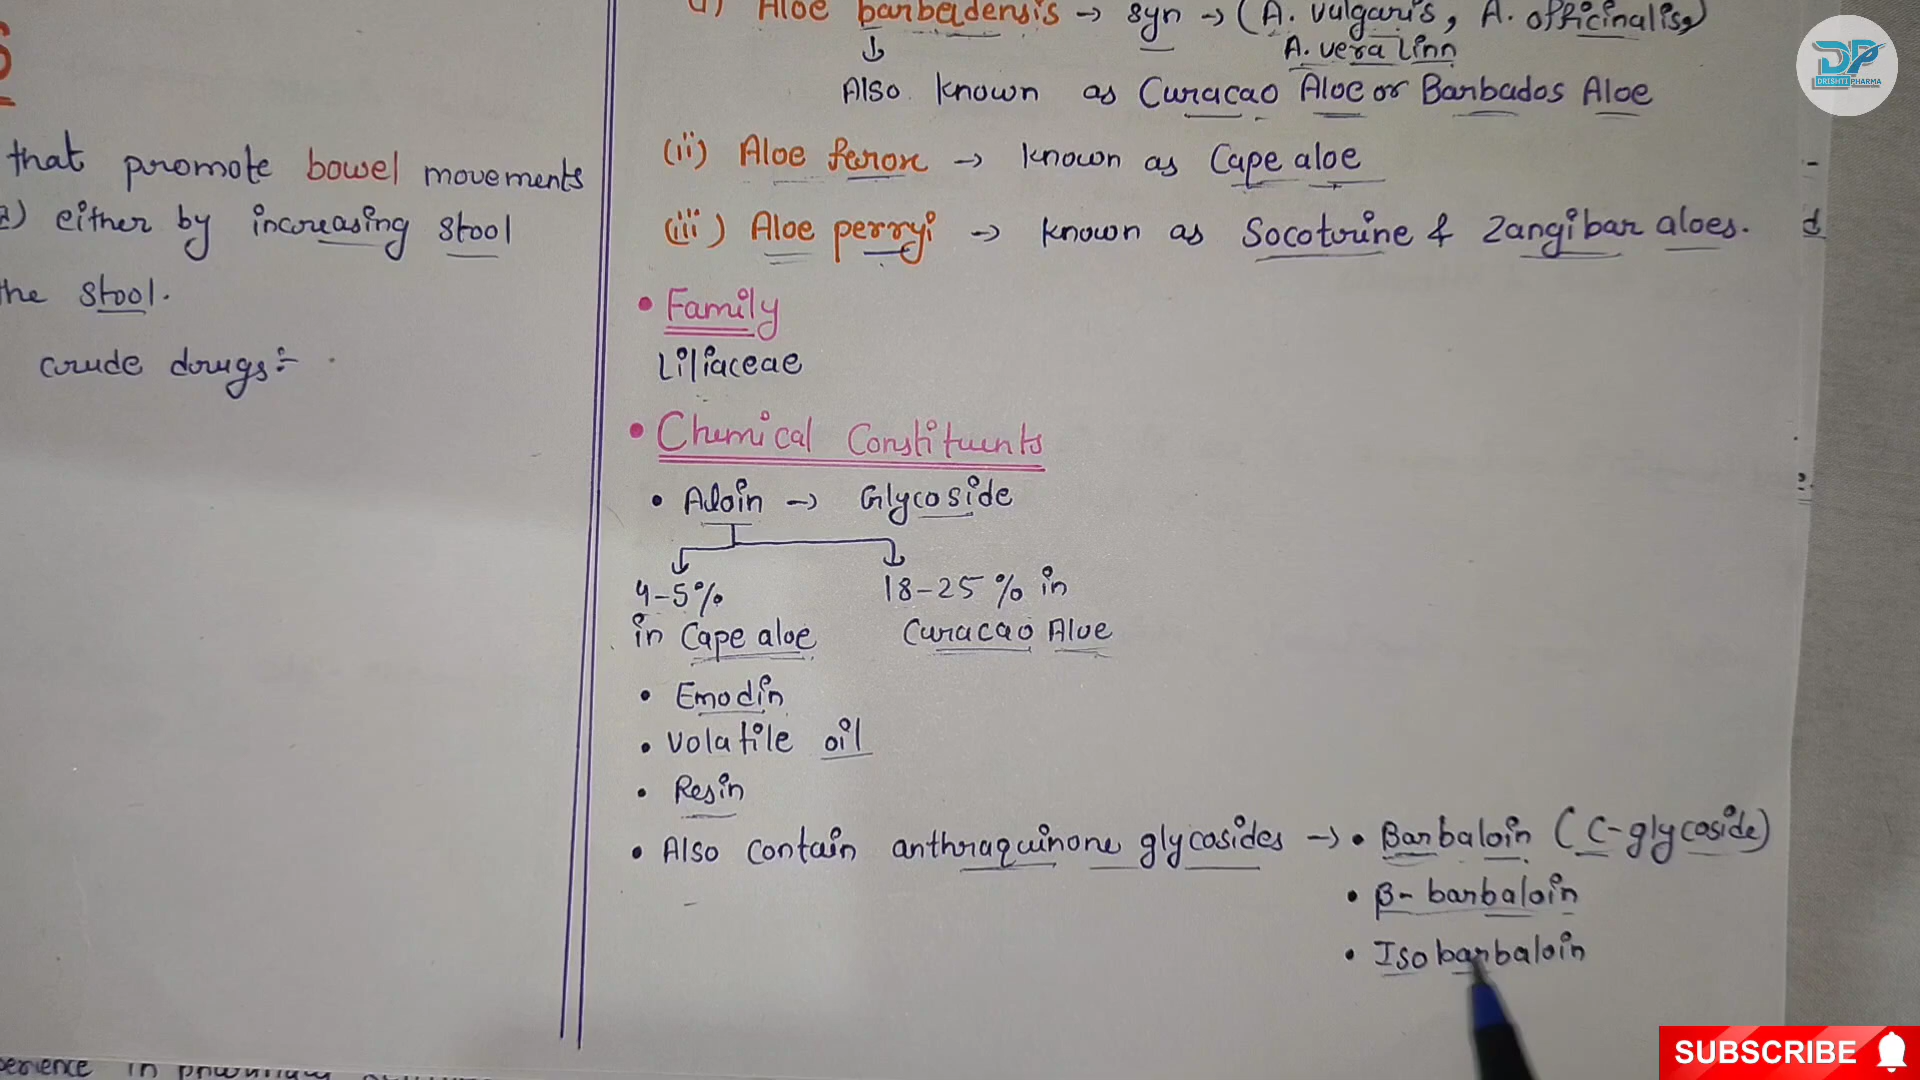 that promote bowel movements
either by increasing stool
the stool.
crude drugs:-
Aloe barbadensis → syn → (A. vulgaris, A. officinalis,
A. vera linn
Also known as Curacao Aloe or Barbados Aloe
(ii) Aloe ferox → known as Cape aloe
(iii) Aloe perryi → known as Socotrine & Zangibar aloes.
• Family
Liliaceae
• Chemical Constituents
• Aloin → Glycoside
4-5% 18-25% in
in Cape aloe Curacao Aloe
• Emodin
• Volatile oil
• Resin
• Also contain anthraquinone glycosides → • Barbaloin (C-glycoside)
• β- barbaloin
• Isobarbaloin
DP
DRISHTI PHARMA
SUBSCRIBE